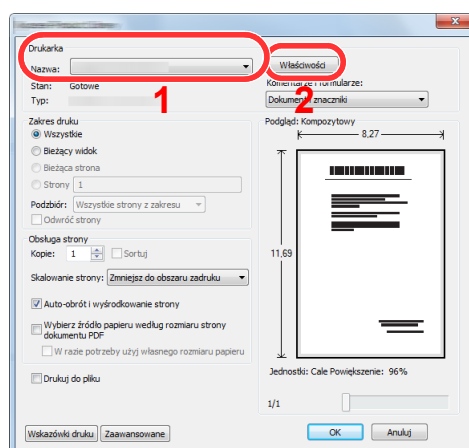 Drukarka
Nazwa:
Właściwości
Stan: Gotowe
Komentarze i formularze:
Typ:
1
2
Dokument i znaczniki
Zakres druku
Wszystkie
Bieżący widok
Bieżąca strona
Strony 1
Podzbiór: Wszystkie strony z zakresu
Odwróć strony
Obsługa strony
Kopie: 1 Sortuj
Skalowanie strony: Zmniejsz do obszaru zadruku
Auto-obrót i wyśrodkowanie strony
Wybierz źródło papieru według rozmiaru strony
dokumentu PDF
W razie potrzeby użyj własnego rozmiaru papieru
Drukuj do pliku
Wskazówki druku Zaawansowane
Podgląd: Kompozytowy
8,27
11,69
Jednostki: Cale Powiększenie: 96%
1/1
OK Anuluj